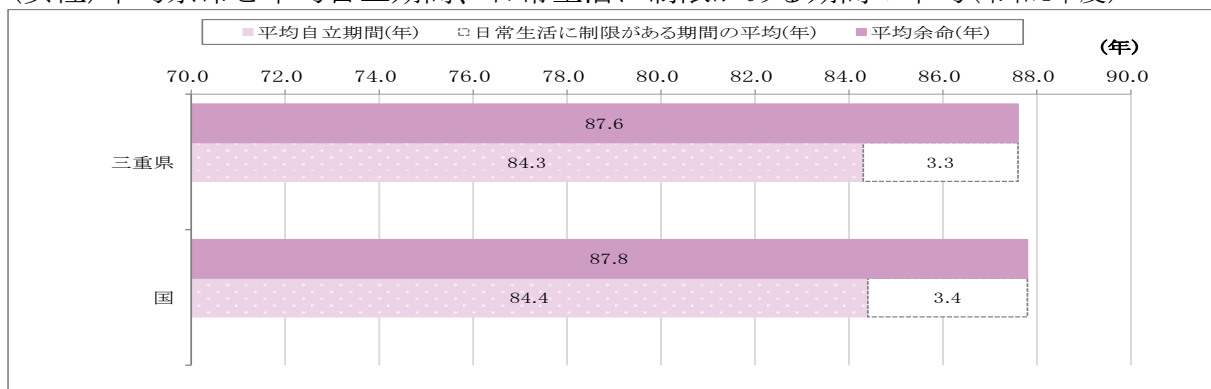 平均自立期間(年) 日常生活に制限がある期間の平均(年) 平均余命(年)
(年)
70.0 72.0 74.0 76.0 78.0 80.0 82.0 84.0 86.0 88.0 90.0
87.6
三重県
84.3 3.3
87.8
国
84.4 3.4